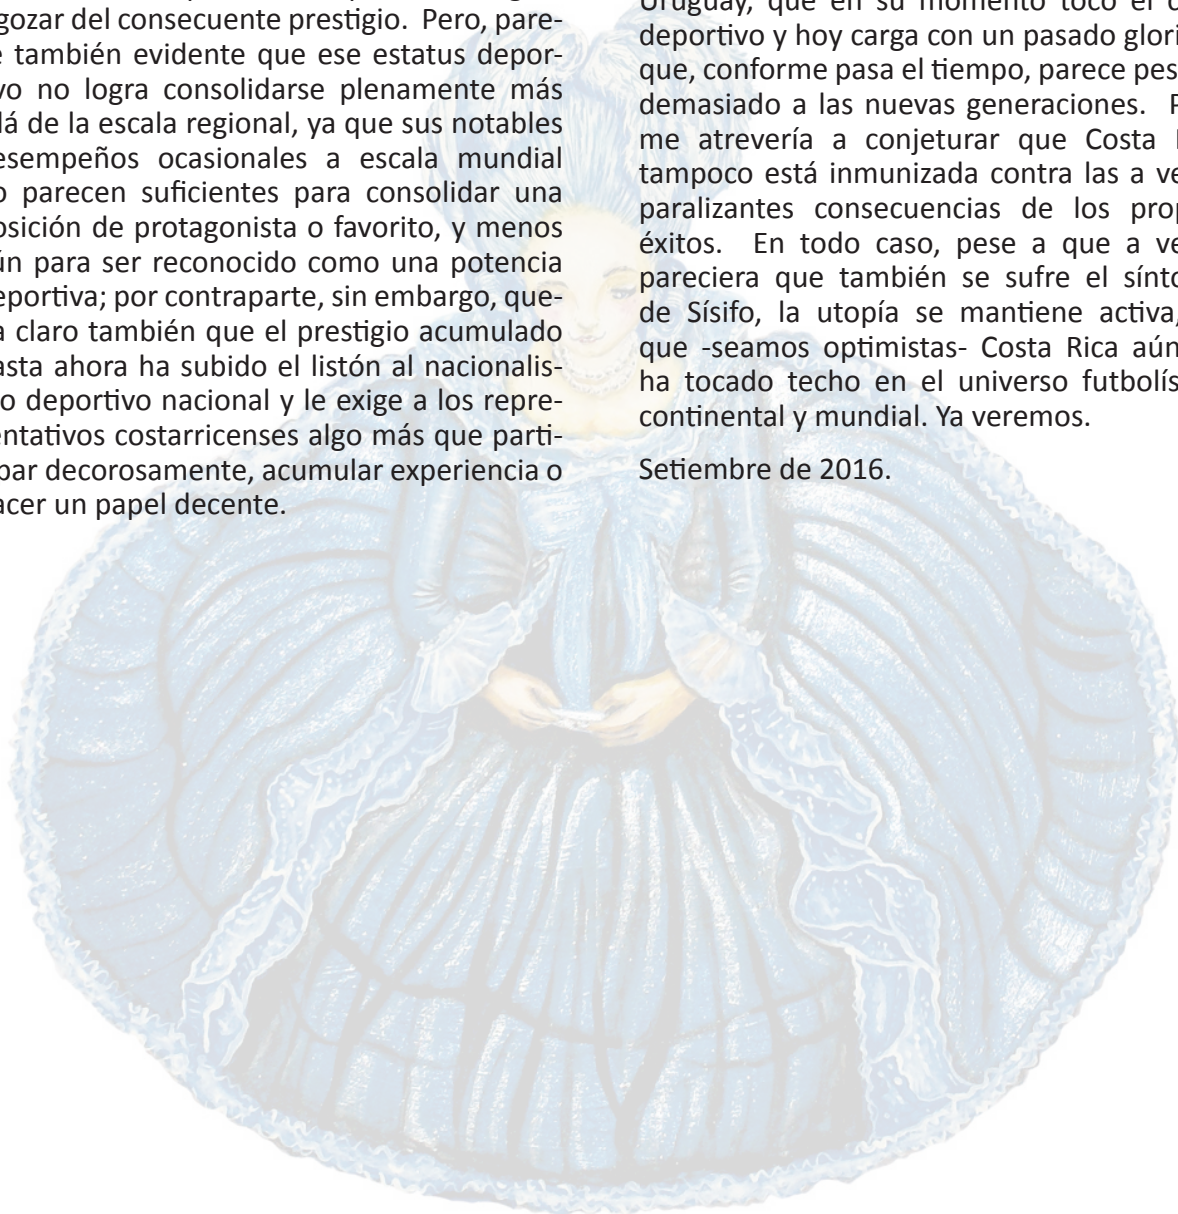 gozar del consecuente prestigio. Pero, pare-
e también evidente que ese estatus depor-
vo no logra consolidarse plenamente más
lá de la escala regional, ya que sus notables
esempeños ocasionales a escala mundial
o parecen suficientes para consolidar una
osición de protagonista o favorito, y menos
ún para ser reconocido como una potencia
eportiva; por contraparte, sin embargo, que-
a claro también que el prestigio acumulado
asta ahora ha subido el listón al nacionalis-
o deportivo nacional y le exige a los repre-
entativos costarricenses algo más que parti-
par decorosamente, acumular experiencia o
acer un papel decente.
Uruguay, que en su momento tocó el c
deportivo y hoy carga con un pasado glori
que, conforme pasa el tiempo, parece pes
demasiado a las nuevas generaciones. P
me atrevería a conjeturar que Costa
tampoco está inmunizada contra las a ve
paralizantes consecuencias de los prop
éxitos. En todo caso, pese a que a ve
pareciera que también se sufre el sínto
de Sísifo, la utopía se mantiene activa,
que -seamos optimistas- Costa Rica aún
ha tocado techo en el universo futbolís
continental y mundial. Ya veremos.
Setiembre de 2016.